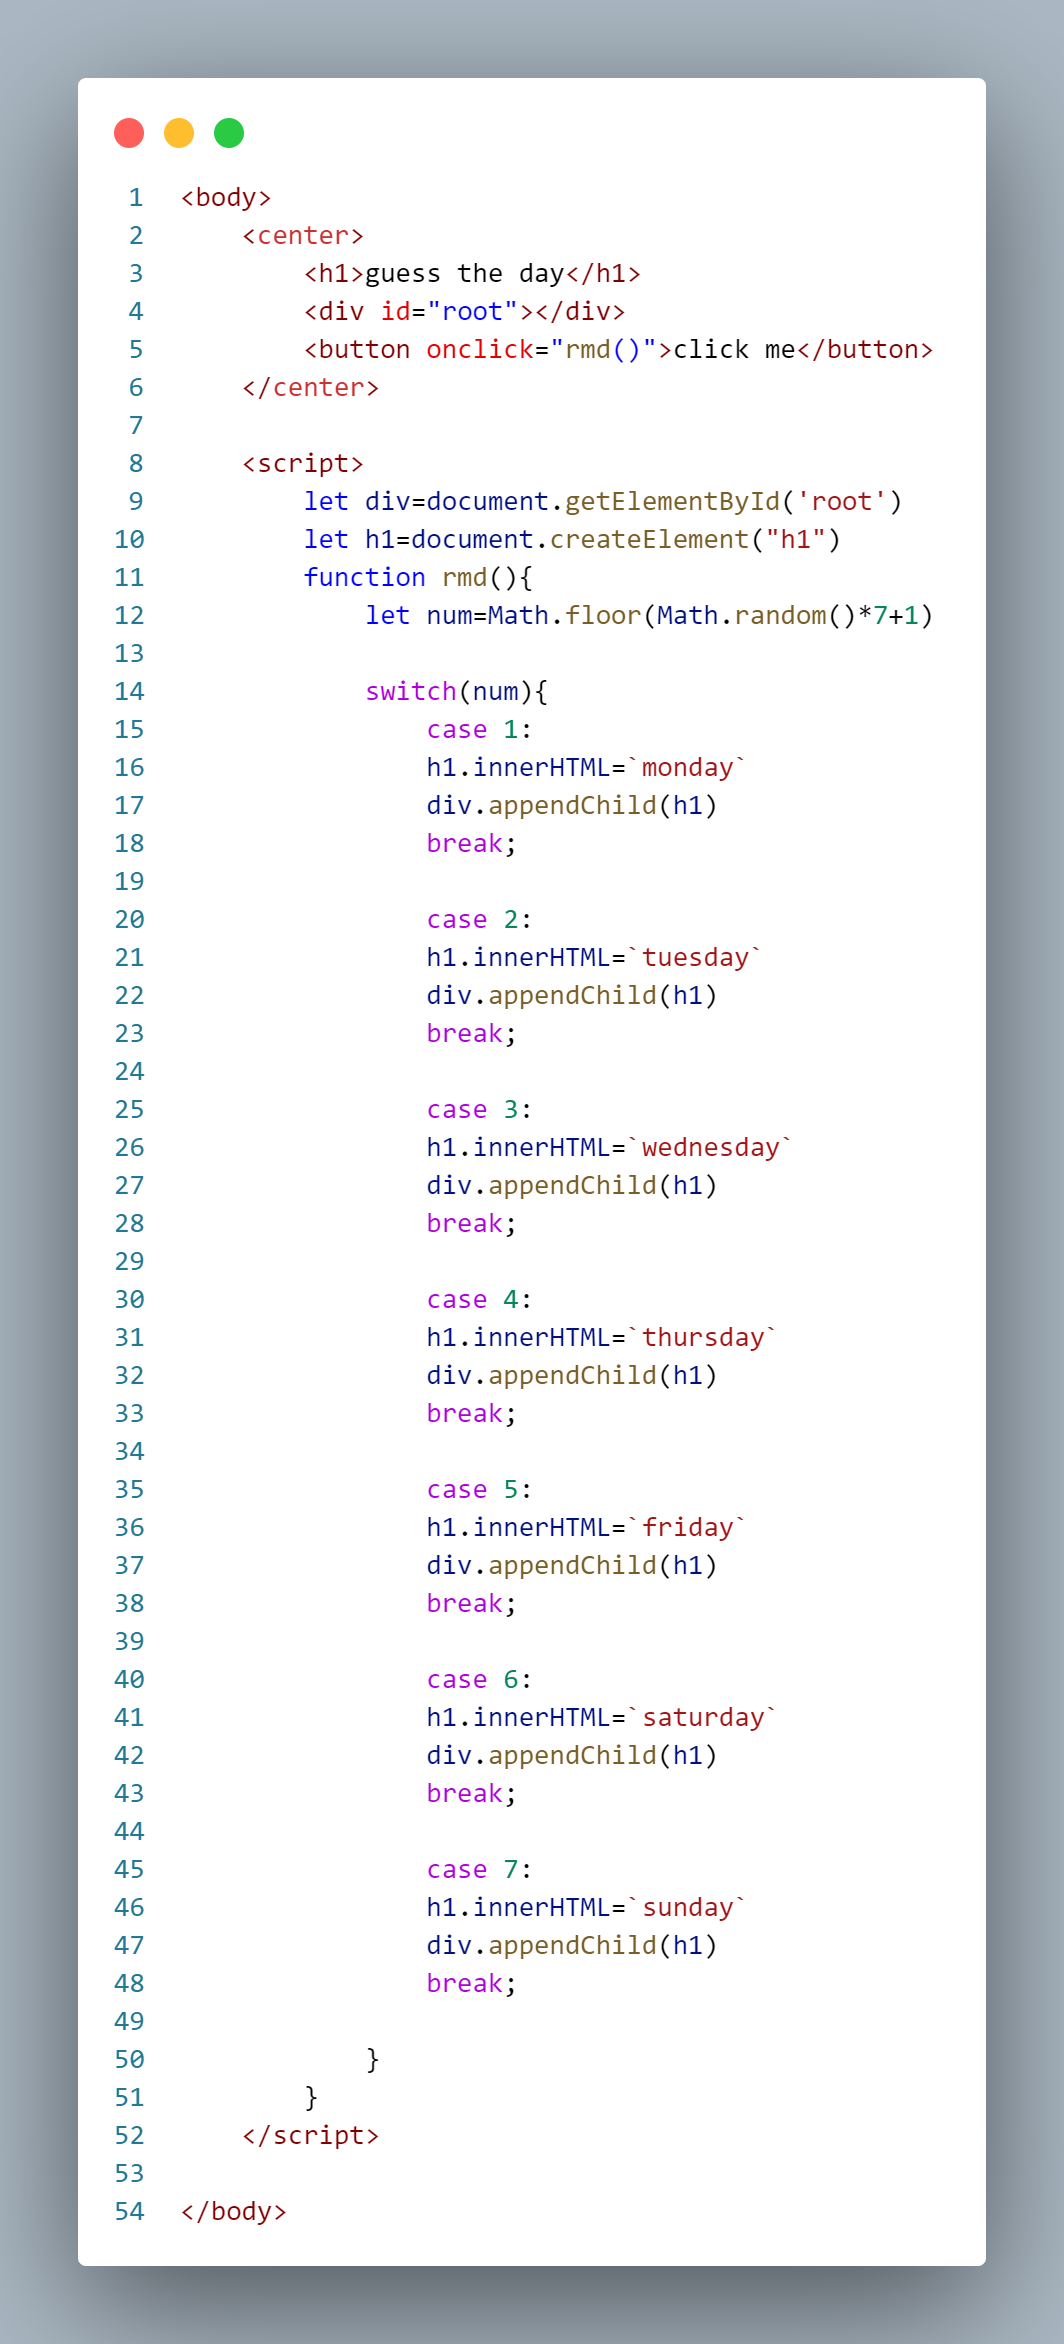 1 <body>
2     <center>
3         <h1>guess the day</h1>
4         <div id="root"></div>
5         <button onclick="rmd()">click me</button>
6     </center>
7
8     <script>
9         let div=document.getElementById('root')
10         let h1=document.createElement("h1")
11         function rmd(){
12             let num=Math.floor(Math.random()*7+1)
13
14             switch(num){
15                 case 1:
16                 h1.innerHTML=`monday`
17                 div.appendChild(h1)
18                 break;
19
20                 case 2:
21                 h1.innerHTML=`tuesday`
22                 div.appendChild(h1)
23                 break;
24
25                 case 3:
26                 h1.innerHTML=`wednesday`
27                 div.appendChild(h1)
28                 break;
29
30                 case 4:
31                 h1.innerHTML=`thursday`
32                 div.appendChild(h1)
33                 break;
34
35                 case 5:
36                 h1.innerHTML=`friday`
37                 div.appendChild(h1)
38                 break;
39
40                 case 6:
41                 h1.innerHTML=`saturday`
42                 div.appendChild(h1)
43                 break;
44
45                 case 7:
46                 h1.innerHTML=`sunday`
47                 div.appendChild(h1)
48                 break;
49
50             }
51         }
52     </script>
53
54 </body>